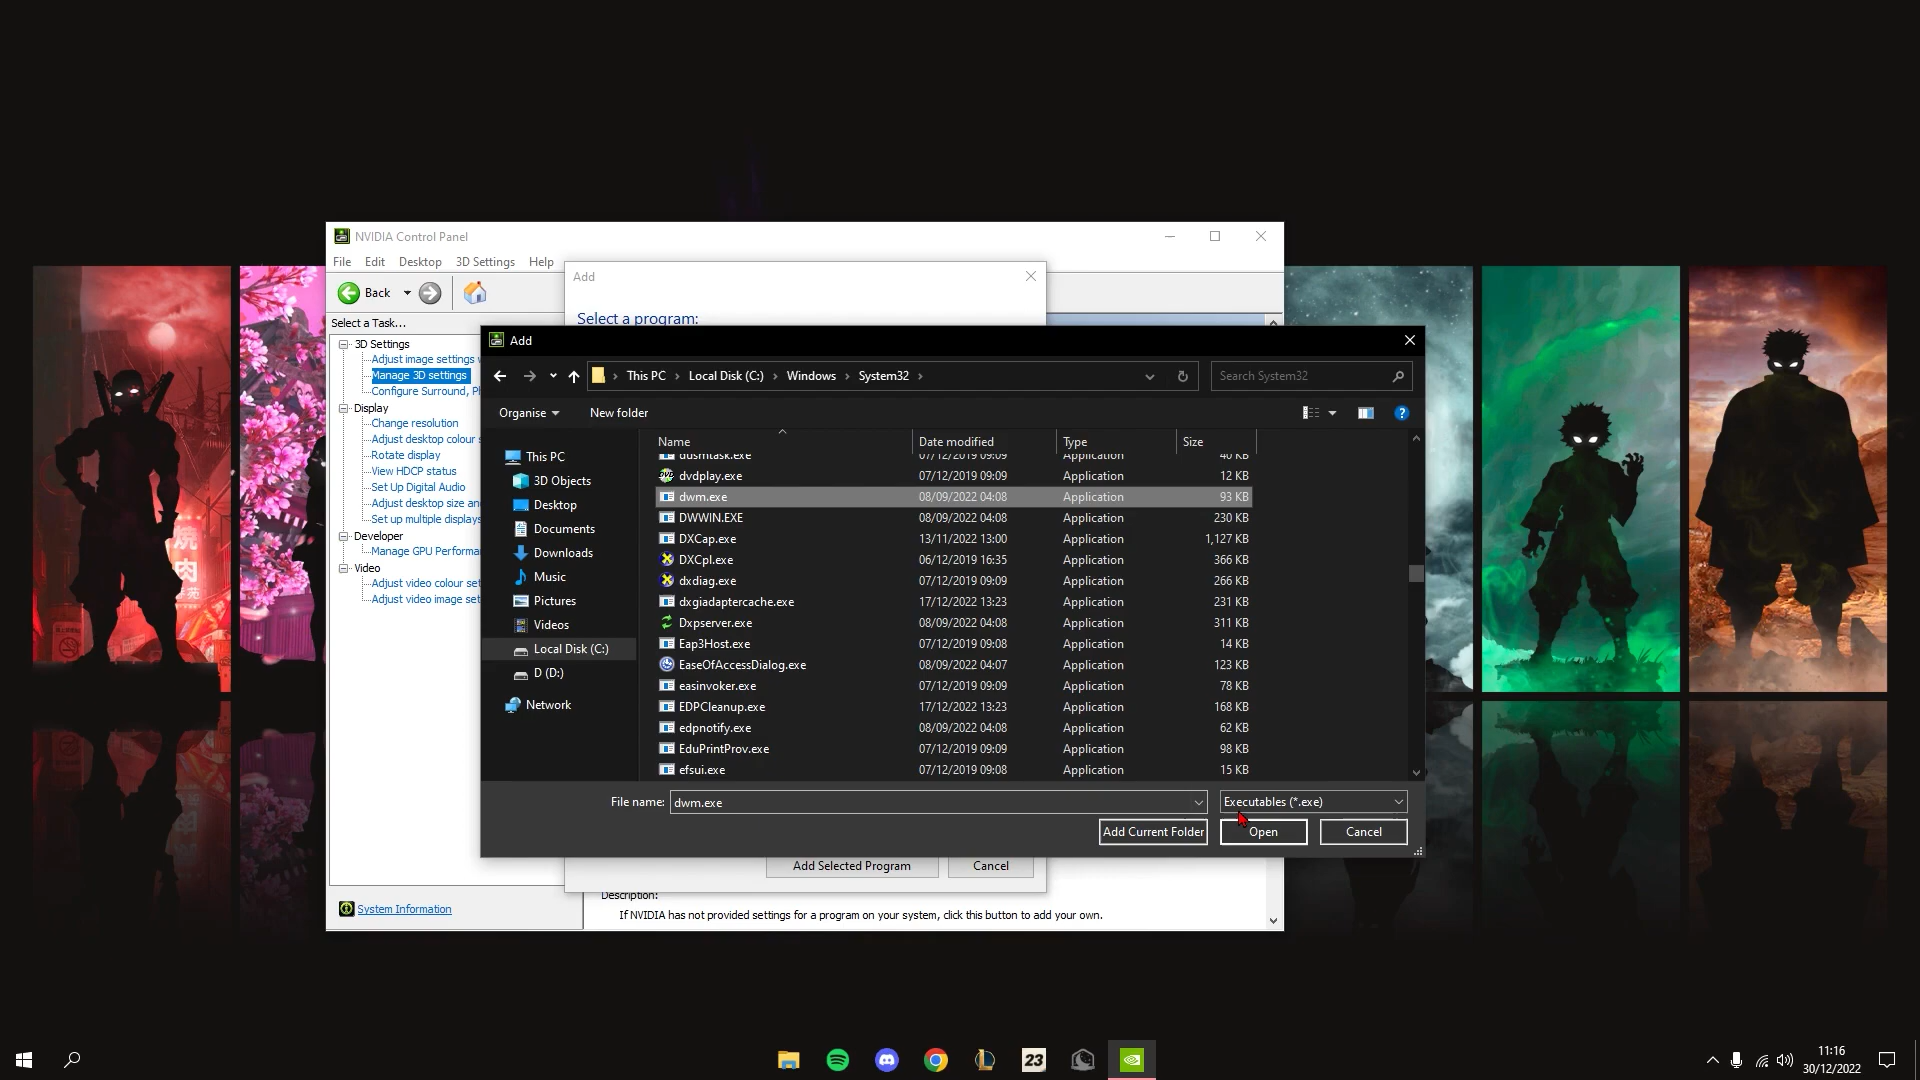 NVIDIA Control Panel
File Edit Desktop 3D Settings Help
Back
Select a Task...
3D Settings
Adjust image settings
Manage 3D settings
Configure Surround,
Display
Change resolution
Adjust desktop colour
Rotate display
View HDCP status
Set Up Digital Audio
Adjust desktop size
Set up multiple displays
Developer
Manage GPU
Video
Adjust video colour
Adjust video image
System Information
Add
Select a program:
Add
This PC Local Disk (C:) Windows System32
Search System32
Organise New folder
This PC
3D Objects
Desktop
Documents
Downloads
Music
Pictures
Videos
Local Disk (C:)
D (D:)
Network
Name Date modified Type Size
dusmtask.exe 07/12/2019 09:09 Application 40 KB
dvdplay.exe 07/12/2019 09:09 Application 12 KB
dwm.exe 08/09/2022 04:08 Application 93 KB
DWWIN.EXE 08/09/2022 04:08 Application 230 KB
DXCap.exe 13/11/2022 13:00 Application 1,127 KB
DXCpl.exe 06/12/2019 16:35 Application 366 KB
dxdiag.exe 07/12/2019 09:09 Application 266 KB
dxgiadaptercache.exe 17/12/2022 13:23 Application 231 KB
Dxpserver.exe 08/09/2022 04:08 Application 311 KB
Eap3Host.exe 07/12/2019 09:08 Application 14 KB
EaseOfAccessDialog.exe 08/09/2022 04:07 Application 123 KB
easinvoker.exe 07/12/2019 09:09 Application 78 KB
EDPCleanup.exe 17/12/2022 13:23 Application 168 KB
edpnotify.exe 08/09/2022 04:08 Application 62 KB
EduPrintProv.exe 07/12/2019 09:09 Application 98 KB
efsui.exe 07/12/2019 09:08 Application 15 KB
File name: dwm.exe Executables (*.exe)
Add Current Folder Open Cancel
Add Selected Program Cancel
Description:
If NVIDIA has not provided settings for a program on your system, click this button to add your own.
焼
肉
23
11:16
30/12/2022